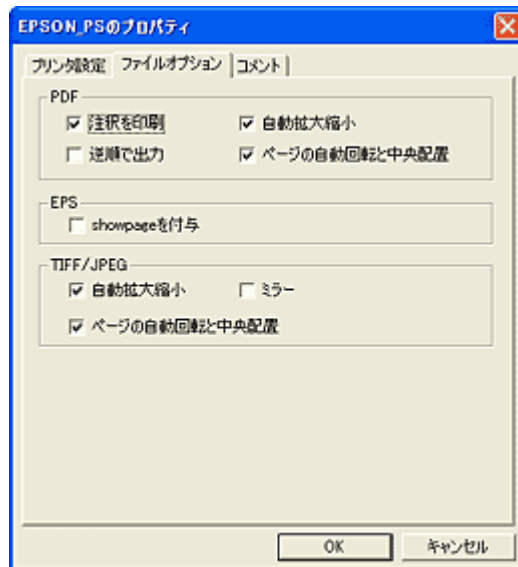 EPSON_PSのプロパティ
プリンタ設定 ファイルオプション コメント
PDF
注釈を印刷 自動拡大縮小
逆順で出力 ページの自動回転と中央配置
EPS
showpageを付与
TIFF/JPEG
自動拡大縮小 ミラー
ページの自動回転と中央配置
OK キャンセル